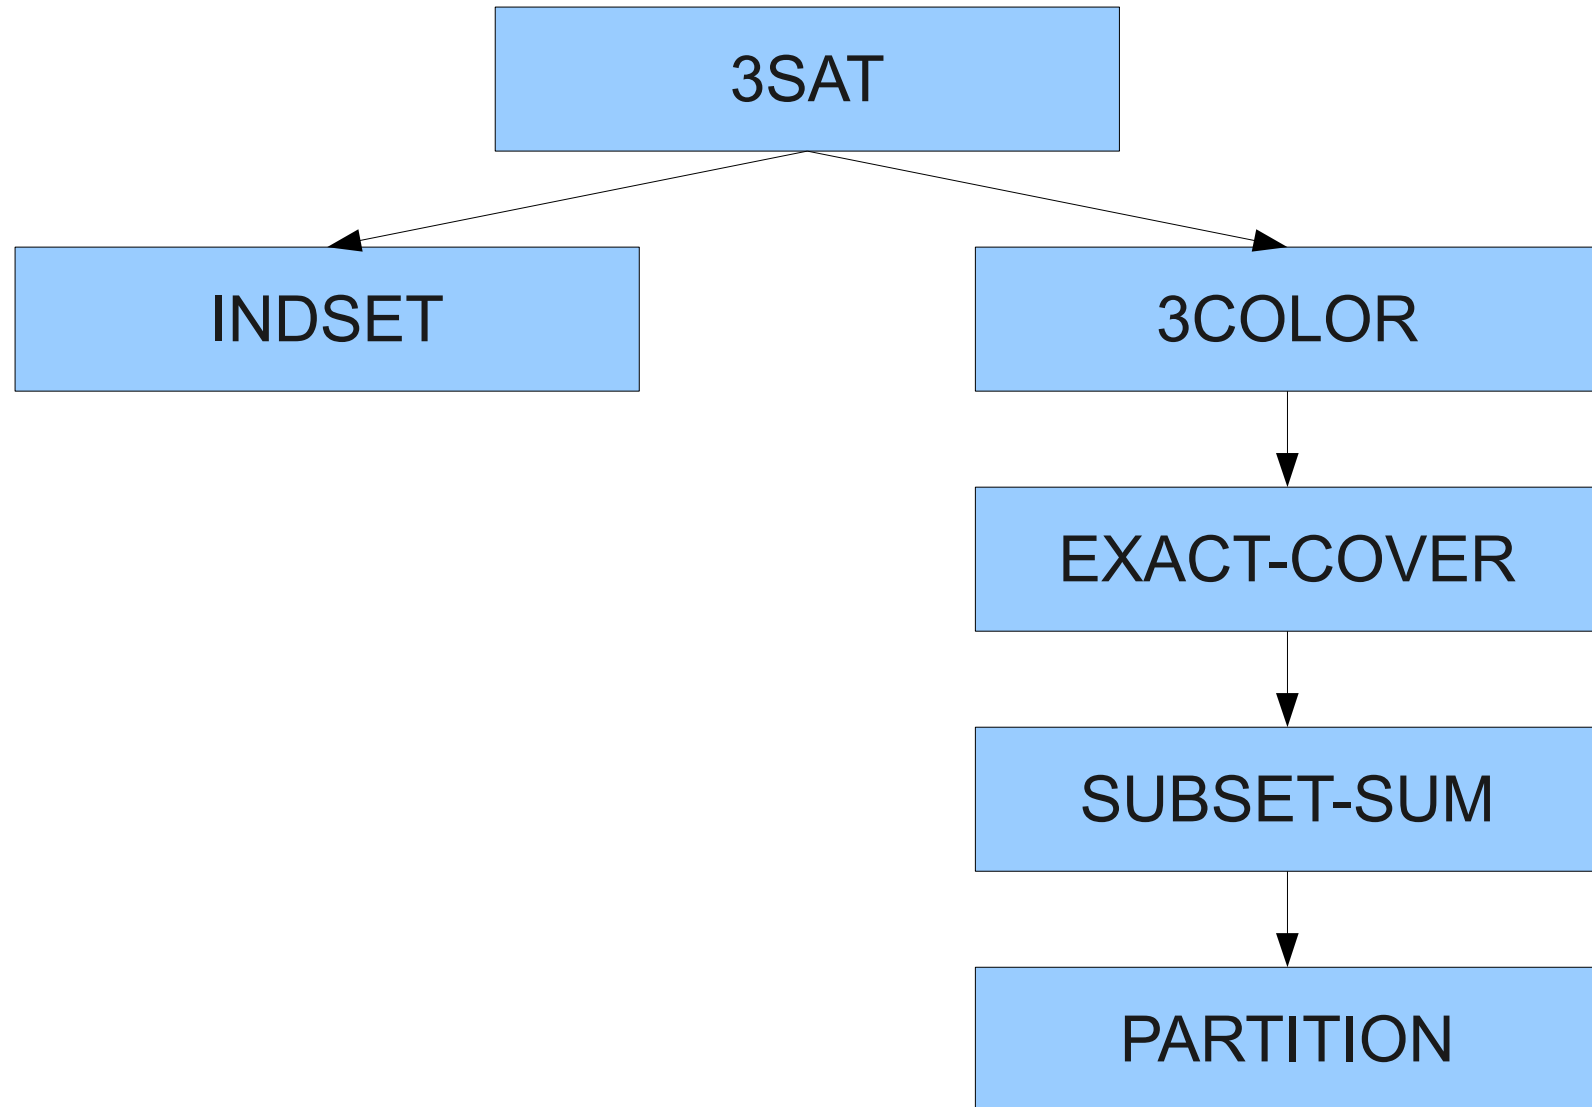 3SAT
INDSET
3COLOR
EXACT-COVER
SUBSET-SUM
PARTITION